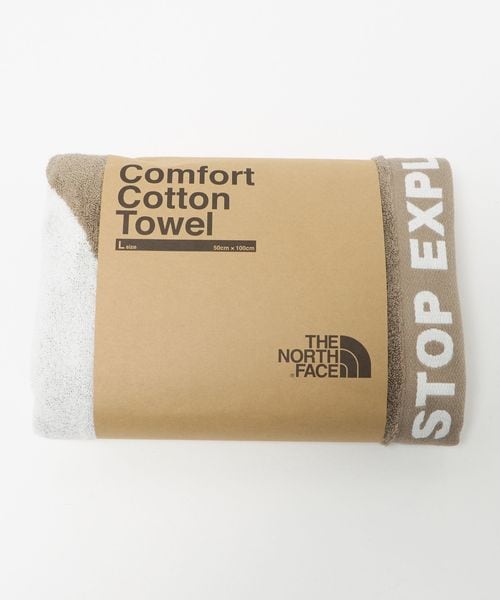 Comfort
Cotton
Towel
L size 50cm × 100cm
THE
NORTH
FACE
STOP EXPL